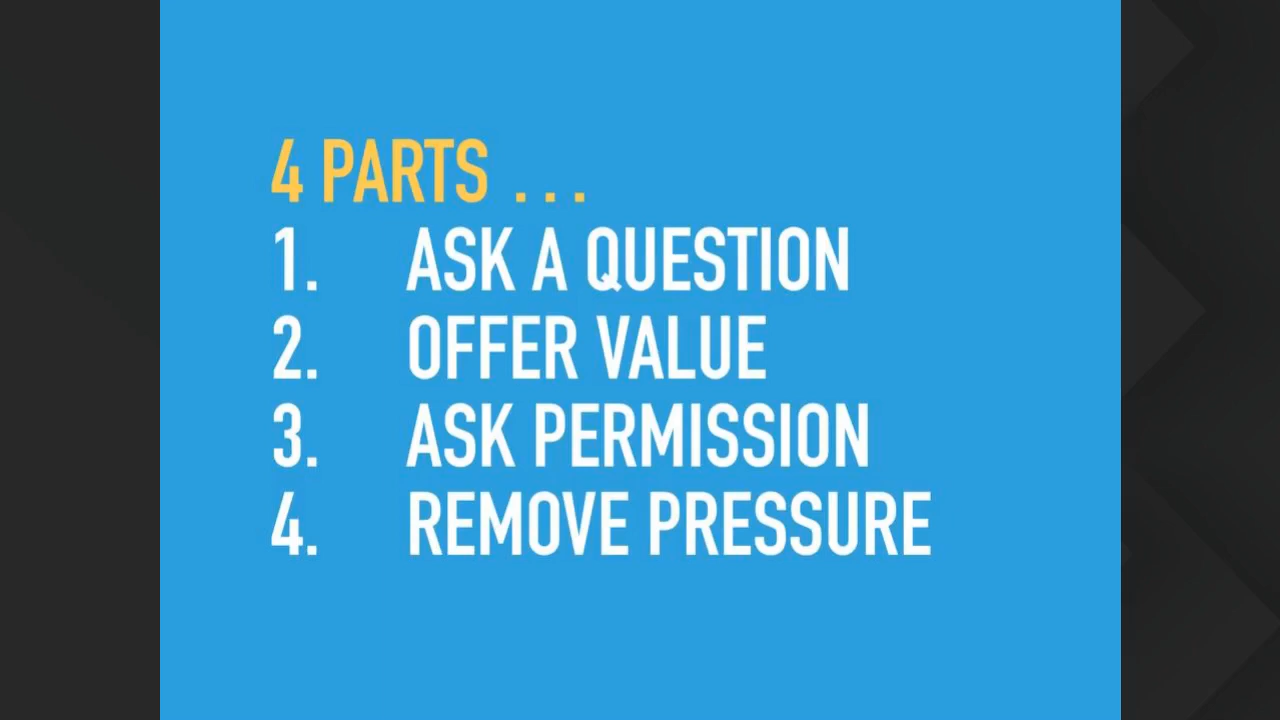 4 PARTS ...
1. ASK A QUESTION
2. OFFER VALUE
3. ASK PERMISSION
4. REMOVE PRESSURE